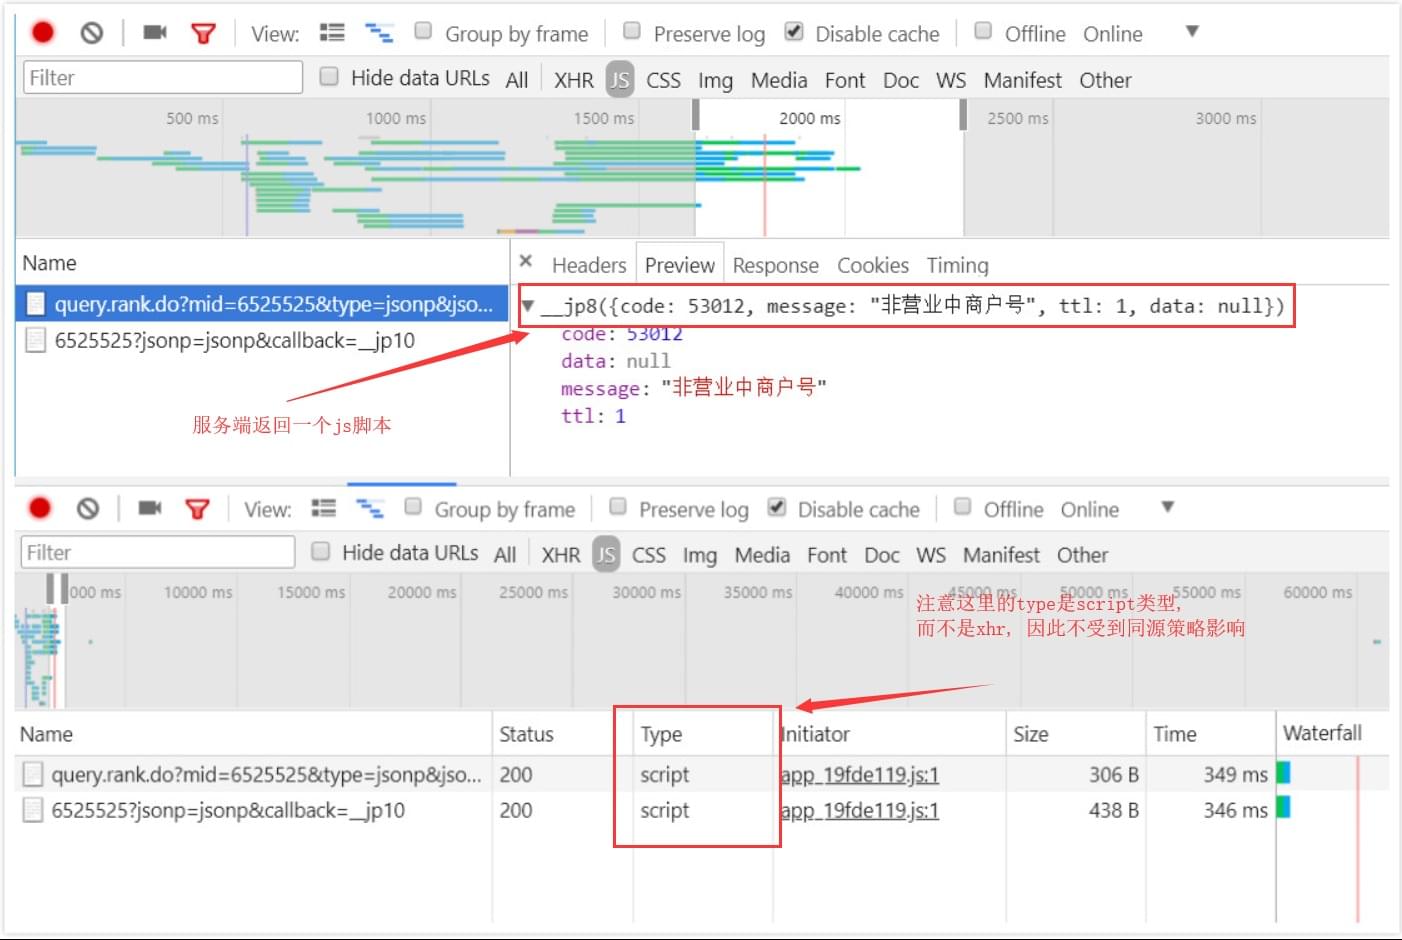 View: Group by frame Preserve log Disable cache Offline Online
Filter Hide data URLs All XHR JS CSS Img Media Font Doc WS Manifest Other
500 ms 1000 ms 1500 ms 2000 ms 2500 ms 3000 ms
Name × Headers Preview Response Cookies Timing
query.rank.do?mid=6525525&type=jsonp&jso...
6525525?jsonp=jsonp&callback=__jp10
服务端返回一个js脚本
▼__jp8({code: 53012, message: "非营业中商户号", ttl: 1, data: null})
code: 53012
data: null
message: "非营业中商户号"
ttl: 1
View: Group by frame Preserve log Disable cache Offline Online
Filter Hide data URLs All XHR JS CSS Img Media Font Doc WS Manifest Other
000 ms 10000 ms 15000 ms 20000 ms 25000 ms 30000 ms 35000 ms 40000 ms 45000 ms 50000 ms 55000 ms 60000 ms
注意这里的type是script类型,
而不是xhr, 因此不受到同源策略影响
Name Status Type Initiator Size Time Waterfall
query.rank.do?mid=6525525&type=jsonp&jso... 200 script app_19fde119.js:1 306 B 349 ms
6525525?jsonp=jsonp&callback=__jp10 200 script app_19fde119.js:1 438 B 346 ms